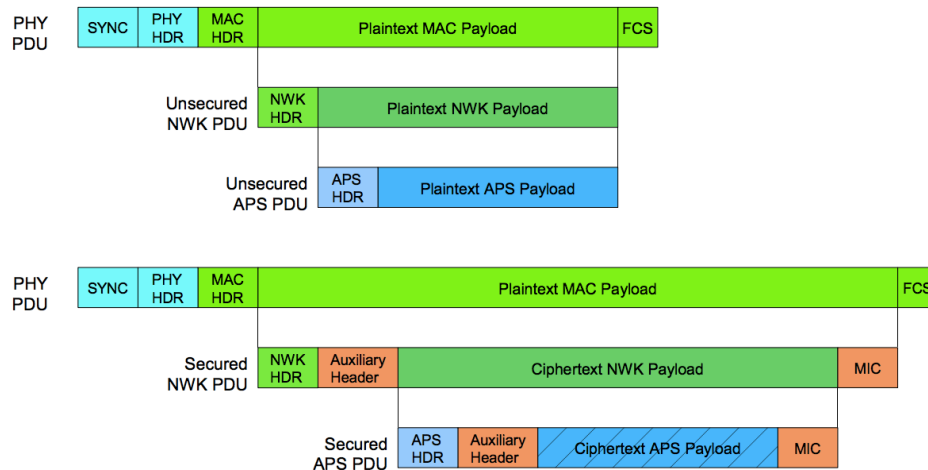 PHY
PDU
SYNC
PHY
HDR
MAC
HDR
Plaintext MAC Payload
FCS
Unsecured
NWK PDU
NWK
HDR
Plaintext NWK Payload
Unsecured
APS PDU
APS
HDR
Plaintext APS Payload
PHY
PDU
SYNC
PHY
HDR
MAC
HDR
Plaintext MAC Payload
FCS
Secured
NWK PDU
NWK
HDR
Auxiliary
Header
Ciphertext NWK Payload
MIC
Secured
APS PDU
APS
HDR
Auxiliary
Header
Ciphertext APS Payload
MIC